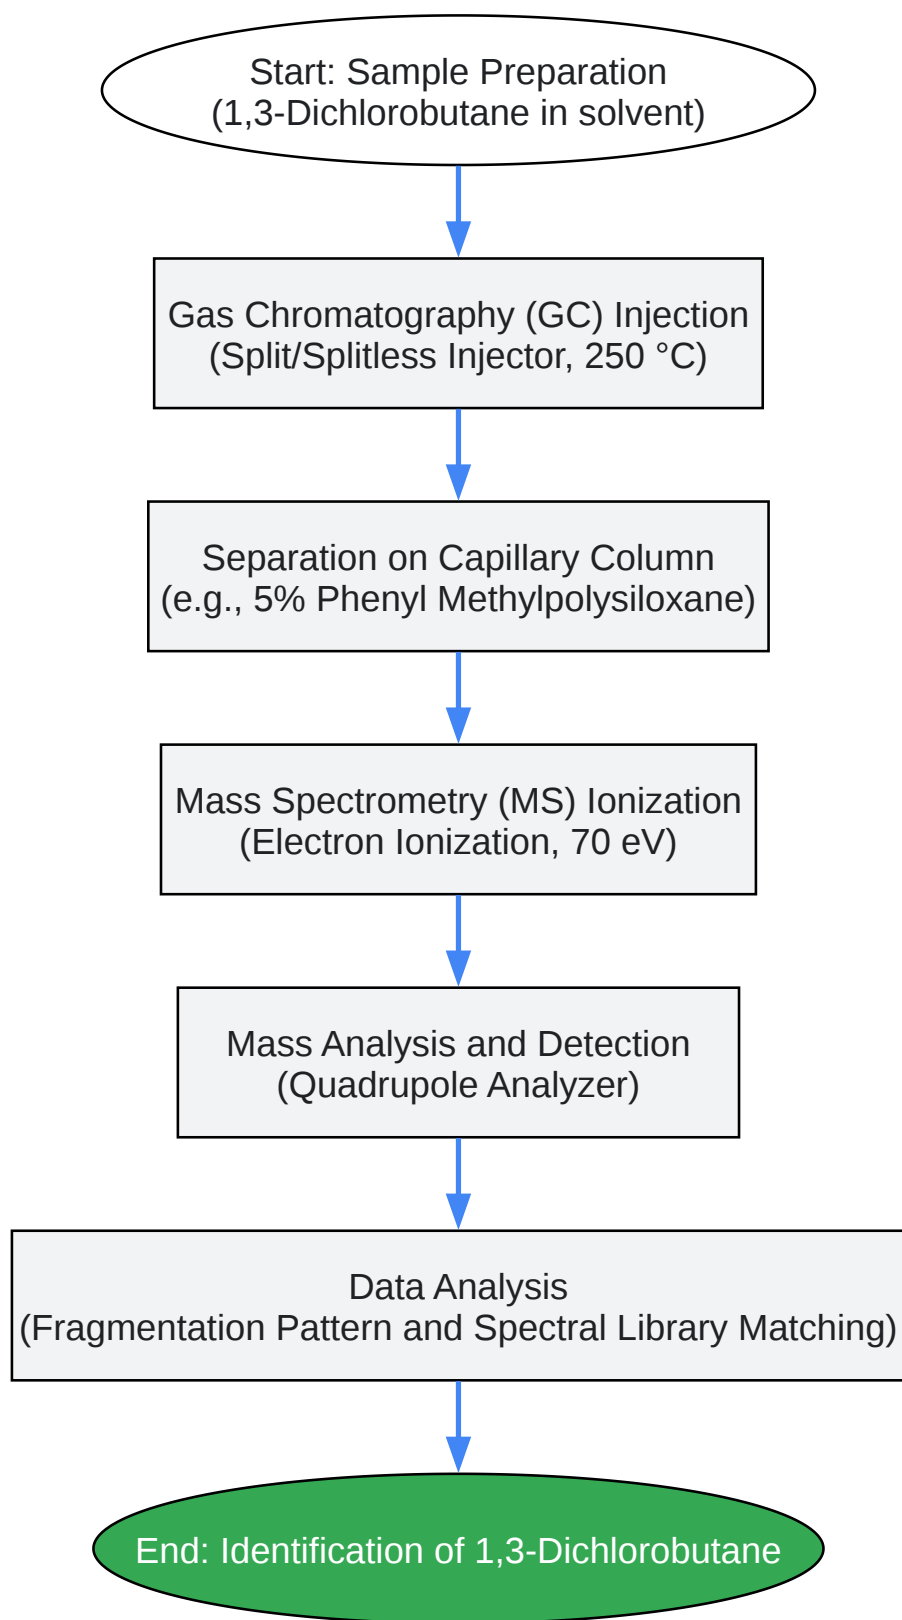 Start: Sample Preparation
(1,3-Dichlorobutane in solvent)
Gas Chromatography (GC) Injection
(Split/Splitless Injector, 250 °C)
Separation on Capillary Column
(e.g., 5% Phenyl Methylpolysiloxane)
Mass Spectrometry (MS) Ionization
(Electron Ionization, 70 eV)
Mass Analysis and Detection
(Quadrupole Analyzer)
Data Analysis
(Fragmentation Pattern and Spectral Library Matching)
End: Identification of 1,3-Dichlorobutane